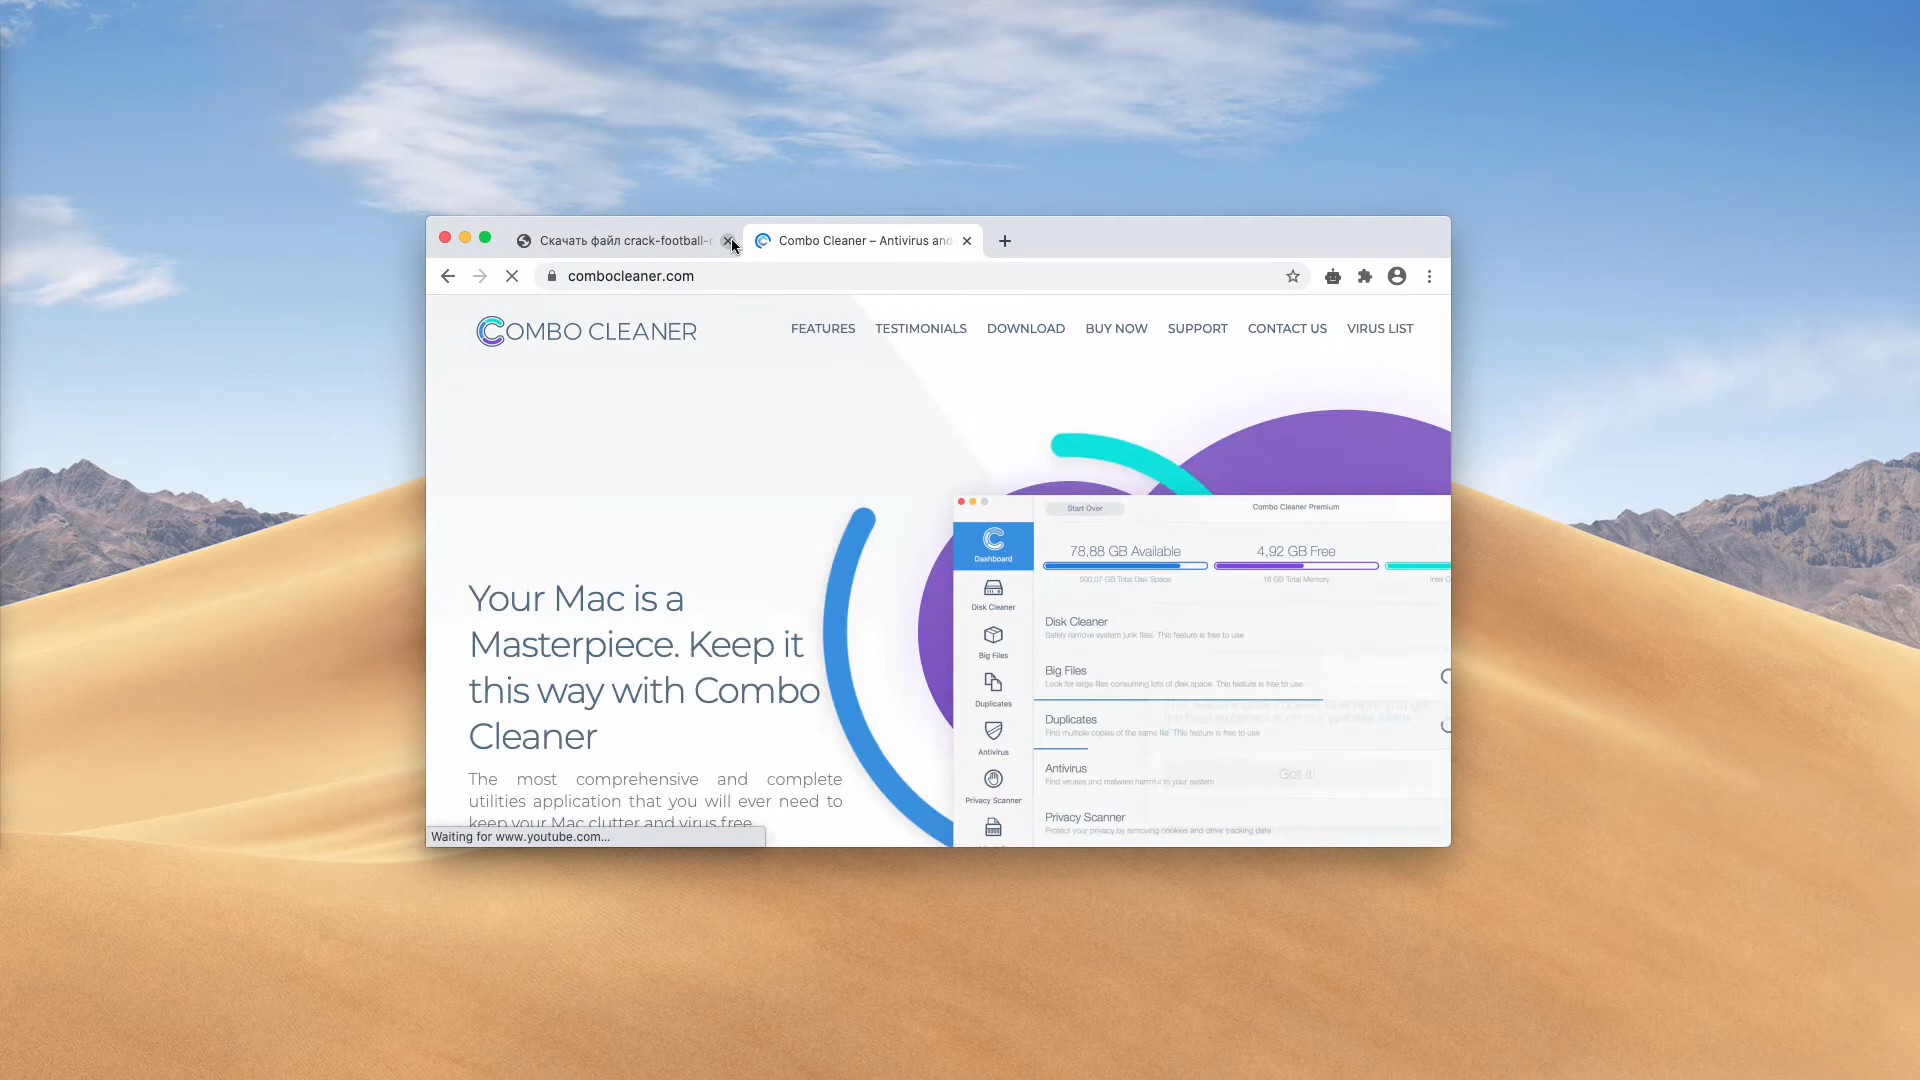 Скачать файл crack-football-
Combo Cleaner – Antivirus and
combocleaner.com
COMBO CLEANER
FEATURES
TESTIMONIALS
DOWNLOAD
BUY NOW
SUPPORT
CONTACT US
VIRUS LIST
Start Over
Combo Cleaner Premium
Dashboard
78,88 GB Available
4,92 GB Free
500,07 GB Total Disk Space
16 GB Total Memory
Intel C
Disk Cleaner
Disk Cleaner
Safely remove system junk files. This feature is free to use
Big Files
Big Files
Look for large files consuming lots of disk space. This feature is free to use
Duplicates
Duplicates
Find multiple copies of the same file. This feature is free to use
Antivirus
Antivirus
Find viruses and malware harmful to your system
Got it!
Privacy Scanner
Privacy Scanner
Protect your privacy by removing cookies and other tracking data
Your Mac is a
Masterpiece. Keep it
this way with Combo
Cleaner
The most comprehensive and complete
utilities application that you will ever need to
keep your Mac clutter and virus free.
Waiting for www.youtube.com...